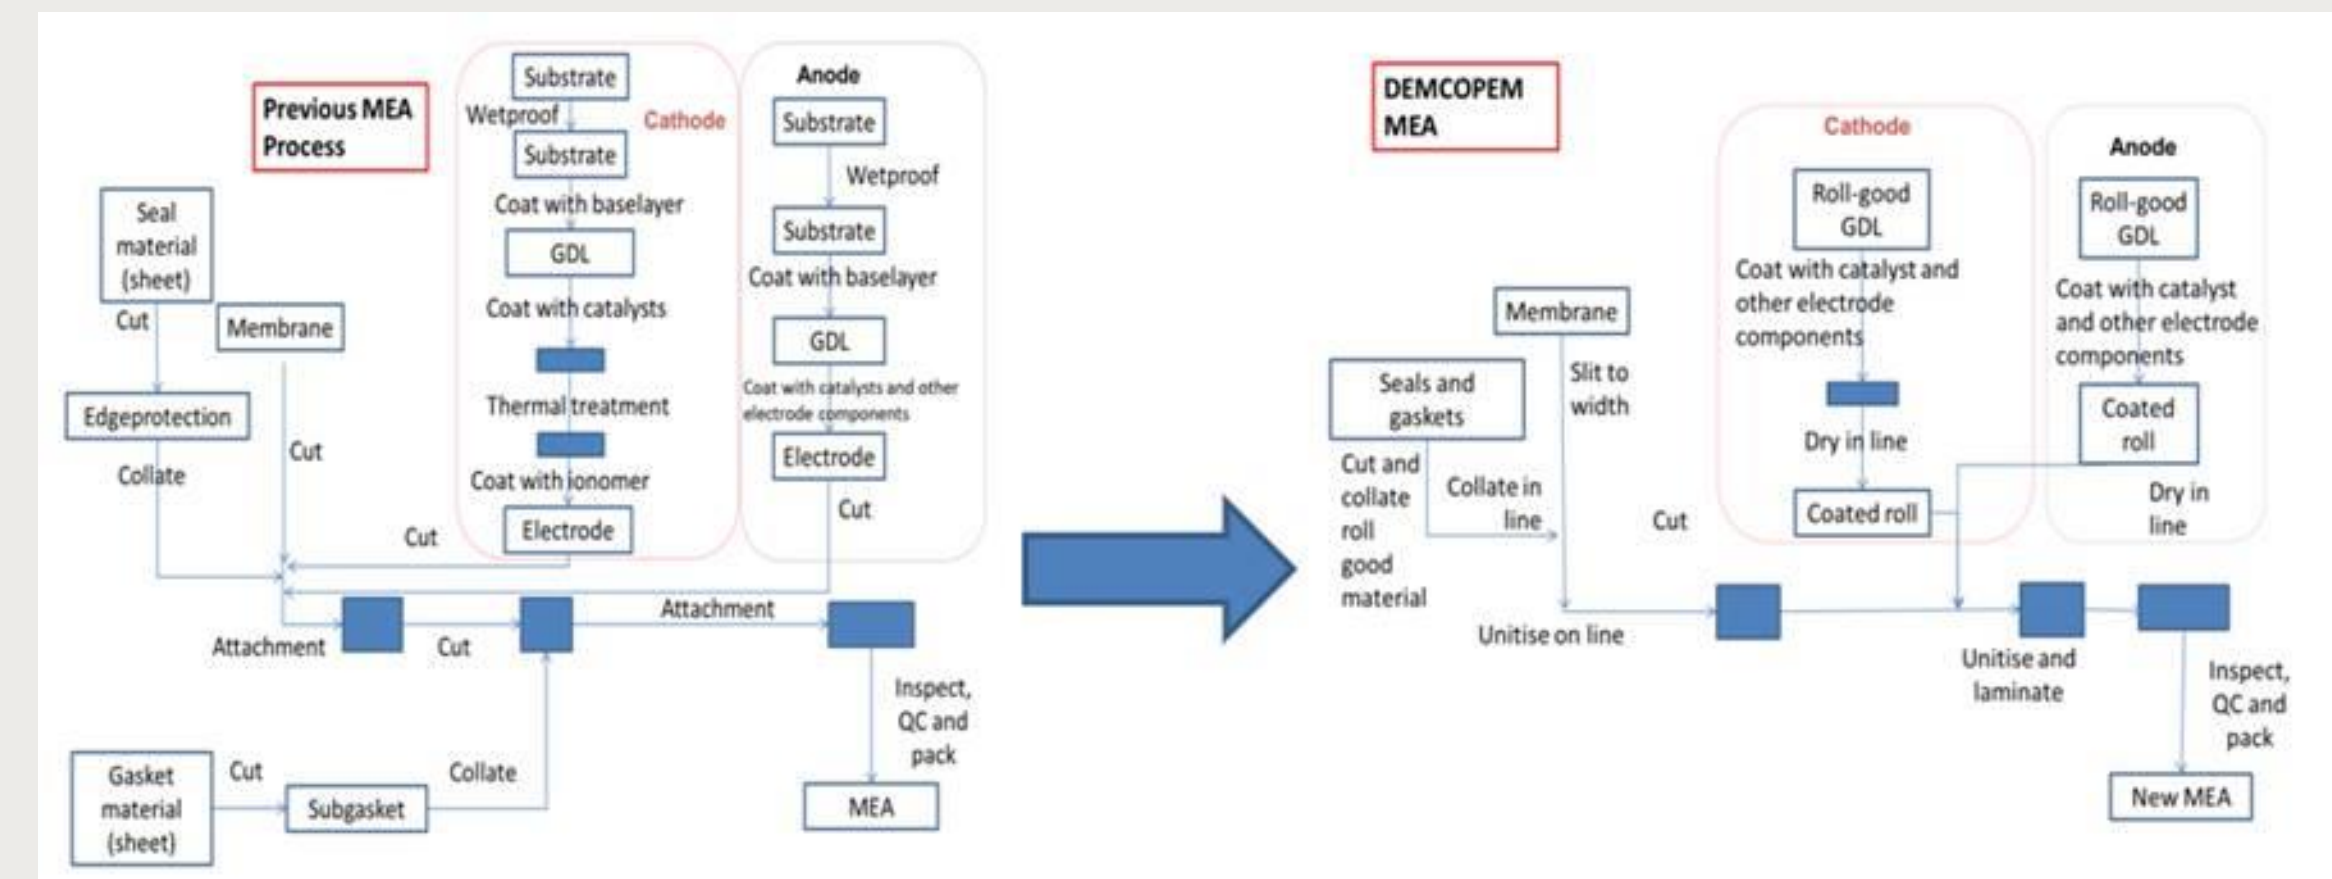 Previous MEA
Process
Seal
material
(sheet)
Cut
Edgeprotection
Collate
Membrane
Cut
Substrate
Wetproof
Cathode
Substrate
Coat with baselayer
GDL
Coat with catalysts
Thermal treatment
Coat with ionomer
Electrode
Cut
Anode
Substrate
Wetproof
Substrate
Coat with baselayer
GDL
Coat with catalysts and other
electrode components
Electrode
Cut
Attachment
Cut
Attachment
Gasket
material
(sheet)
Cut
Subgasket
Collate
Inspect,
QC and
pack
MEA
DEMCOPEM
MEA
Membrane
Slit to
width
Seals and
gaskets
Cut and
collate
roll
good
material
Collate in
line
Unitise on line
Cut
Cathode
Roll-good
GDL
Coat with catalyst and
other electrode
components
Dry in line
Coated roll
Anode
Roll-good
GDL
Coat with catalyst
and other electrode
components
Coated
roll
Dry in
line
Unitise and
laminate
Inspect,
QC and
pack
New MEA